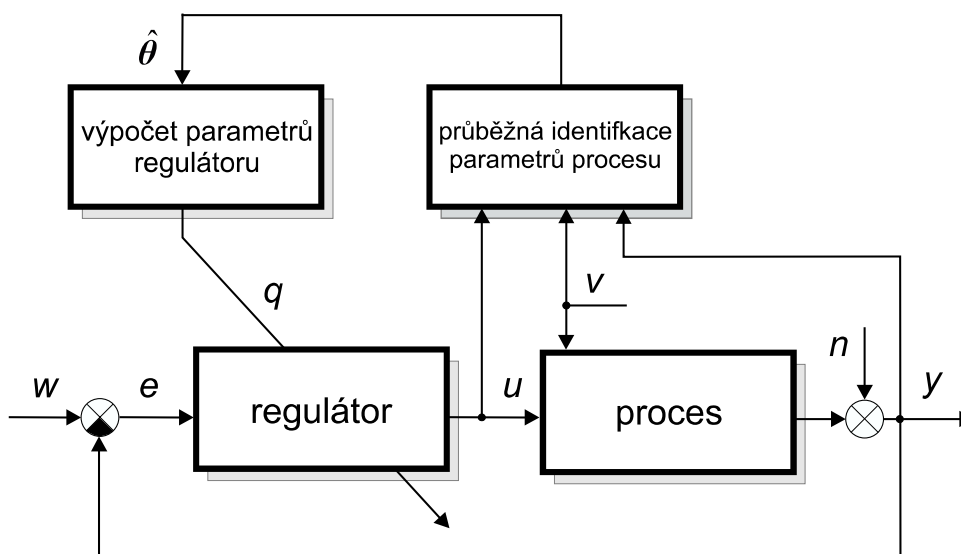 θ̂
výpočet parametrů
regulátoru
průběžná identifkace
parametrů procesu
q
v
w
e
regulátor
u
proces
n
y